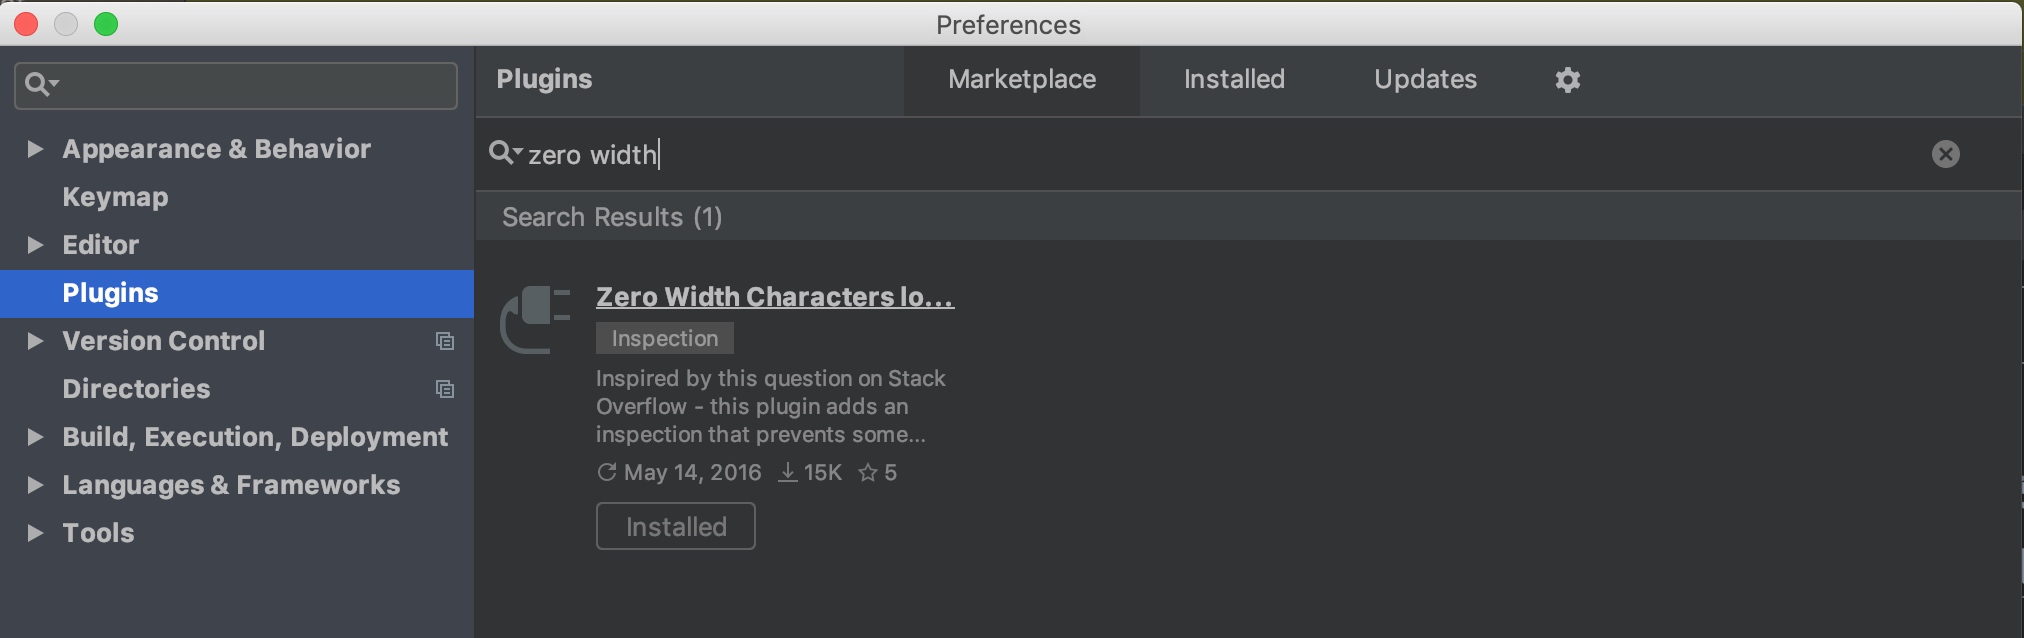 Preferences
Appearance & Behavior
Keymap
Editor
Plugins
Version Control
Directories
Build, Execution, Deployment
Languages & Frameworks
Tools
Plugins
Marketplace
Installed
Updates
zero width
Search Results (1)
Zero Width Characters lo...
Inspection
Inspired by this question on Stack
Overflow - this plugin adds an
inspection that prevents some...
May 14, 2016 15K 5
Installed